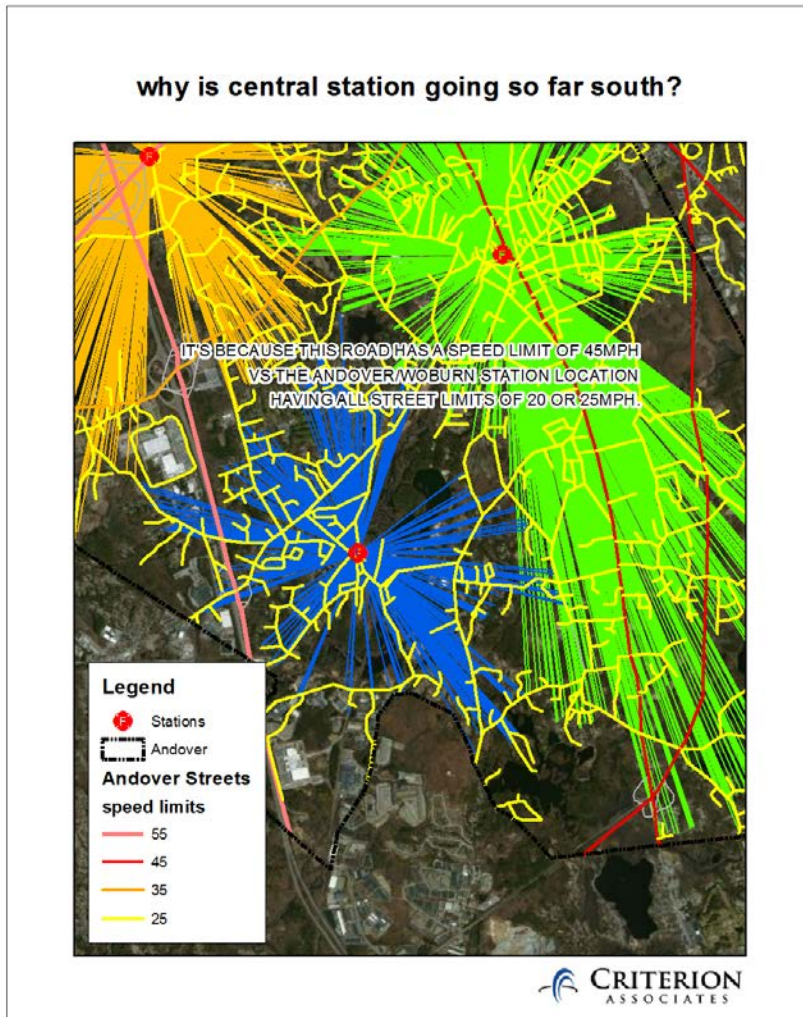 why is central station going so far south?
F
F
IT'S BECAUSE THIS ROAD HAS A SPEED LIMIT OF 45MPH
VS THE ANDOVER/WOBURN STATION LOCATION
HAVING ALL STREET LIMITS OF 20 OR 25MPH.
F
Legend
F Stations
Andover
Andover Streets
speed limits
55
45
35
25
CRITERION
ASSOCIATES